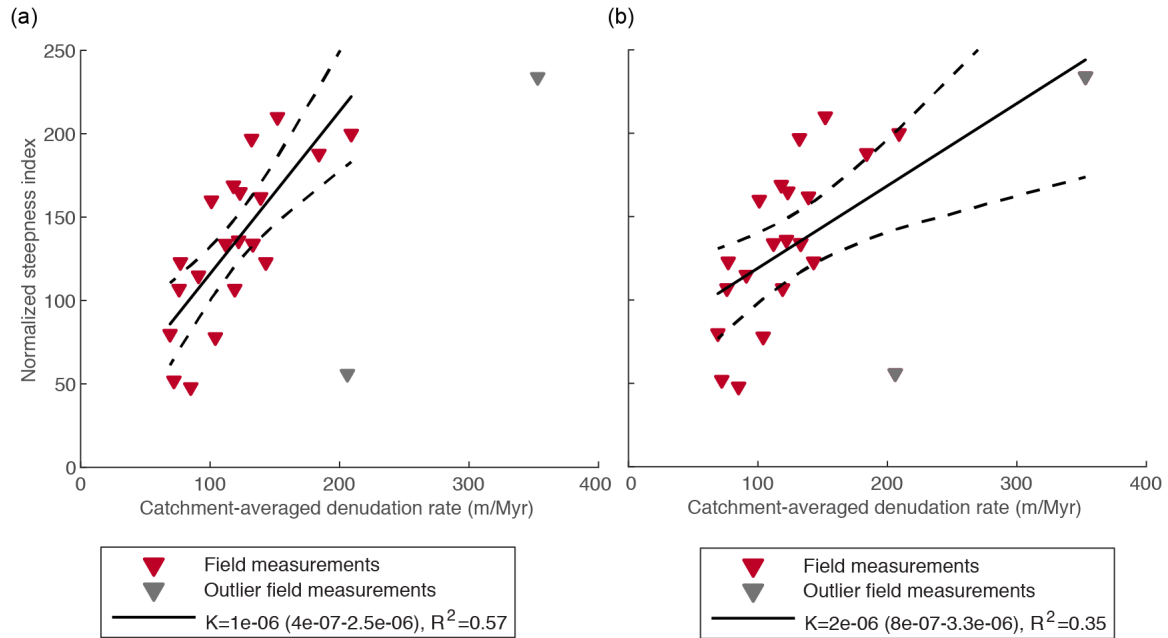 (a)
(b)
250
200
150
100
50
0
Normalized steepness index
0
100
200
300
400
0
100
200
300
400
Catchment-averaged denudation rate (m/Myr)
Catchment-averaged denudation rate (m/Myr)
Field measurements
Outlier field measurements
K=1e-06 (4e-07-2.5e-06), R²=0.57
Field measurements
Outlier field measurements
K=2e-06 (8e-07-3.3e-06), R²=0.35